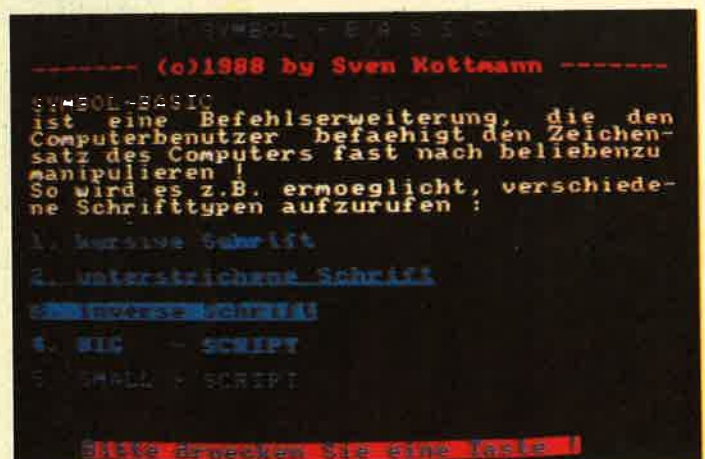 SYMBOL - BASIC
------- (c)1988 by Sven Kottmann -------
SYMBOL-BASIC
ist eine Befehlserweiterung, die den
Computerbenutzer befaehigt den Zeichen-
satz des Computers fast nach beliebenzu
manipulieren !
So wird es z.B. ermoeglicht, verschiede-
ne Schrifttypen aufzurufen :
1. kursive Schrift
2. unterstrichene Schrift
3. inverse Schrift
4. BIG - SCRIPT
5. SMALL - SCRIPT
Bitte druecken Sie eine Taste !